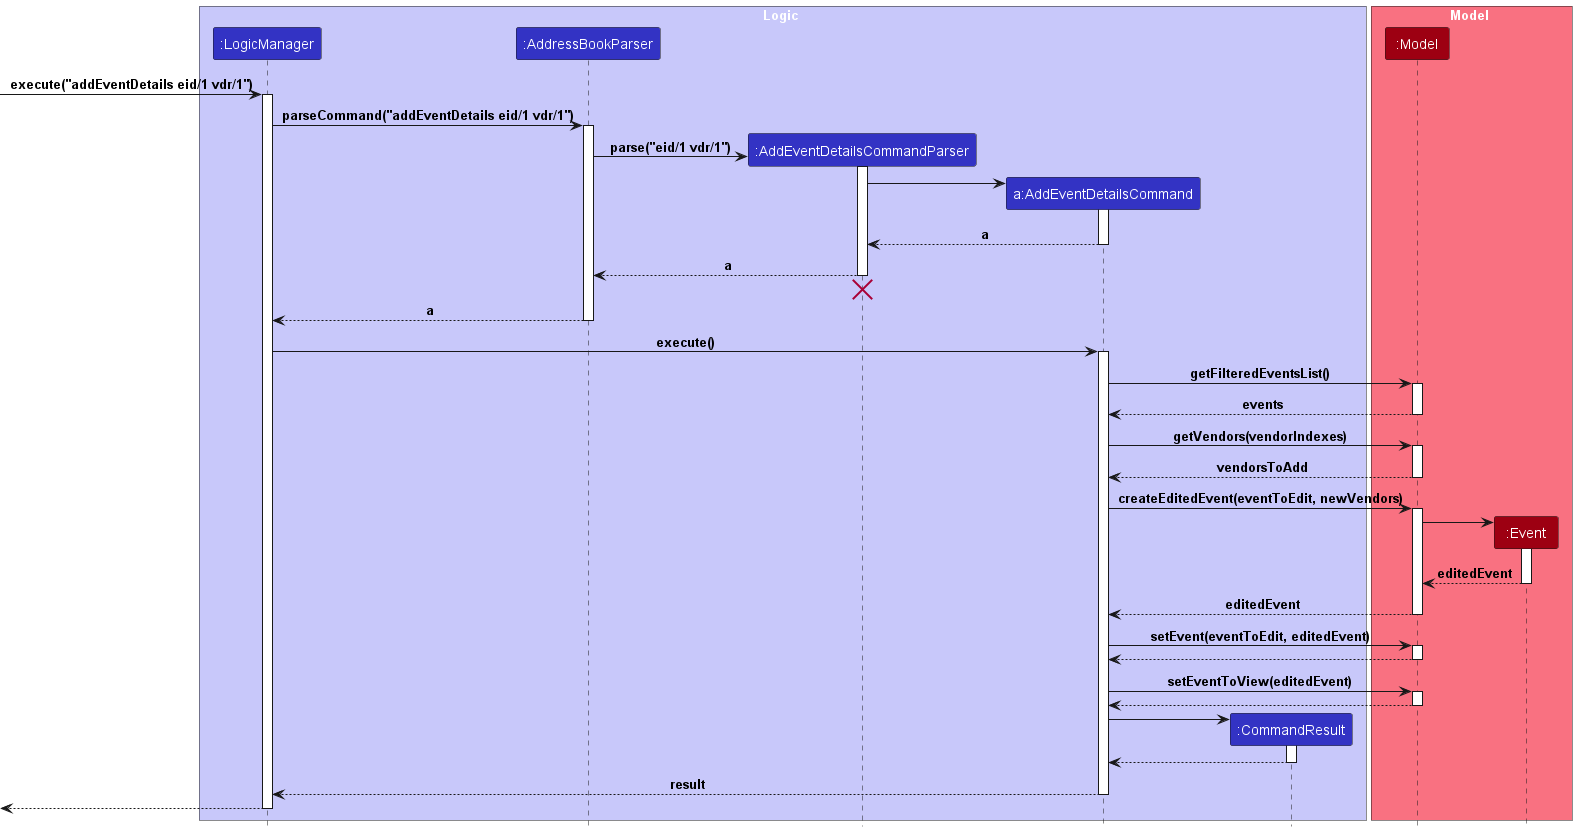 Logic
Model
:LogicManager
:AddressBookParser
:Model
execute("addEventDetails eid/1 vdr/1")
parseCommand("addEventDetails eid/1 vdr/1")
parse("eid/1 vdr/1")
:AddEventDetailsCommandParser
a:AddEventDetailsCommand
a
a
a
execute()
getFilteredEventsList()
events
getVendors(vendorIndexes)
vendorsToAdd
createEditedEvent(eventToEdit, newVendors)
:Event
editedEvent
editedEvent
setEvent(eventToEdit, editedEvent)
setEventToView(editedEvent)
:CommandResult
result